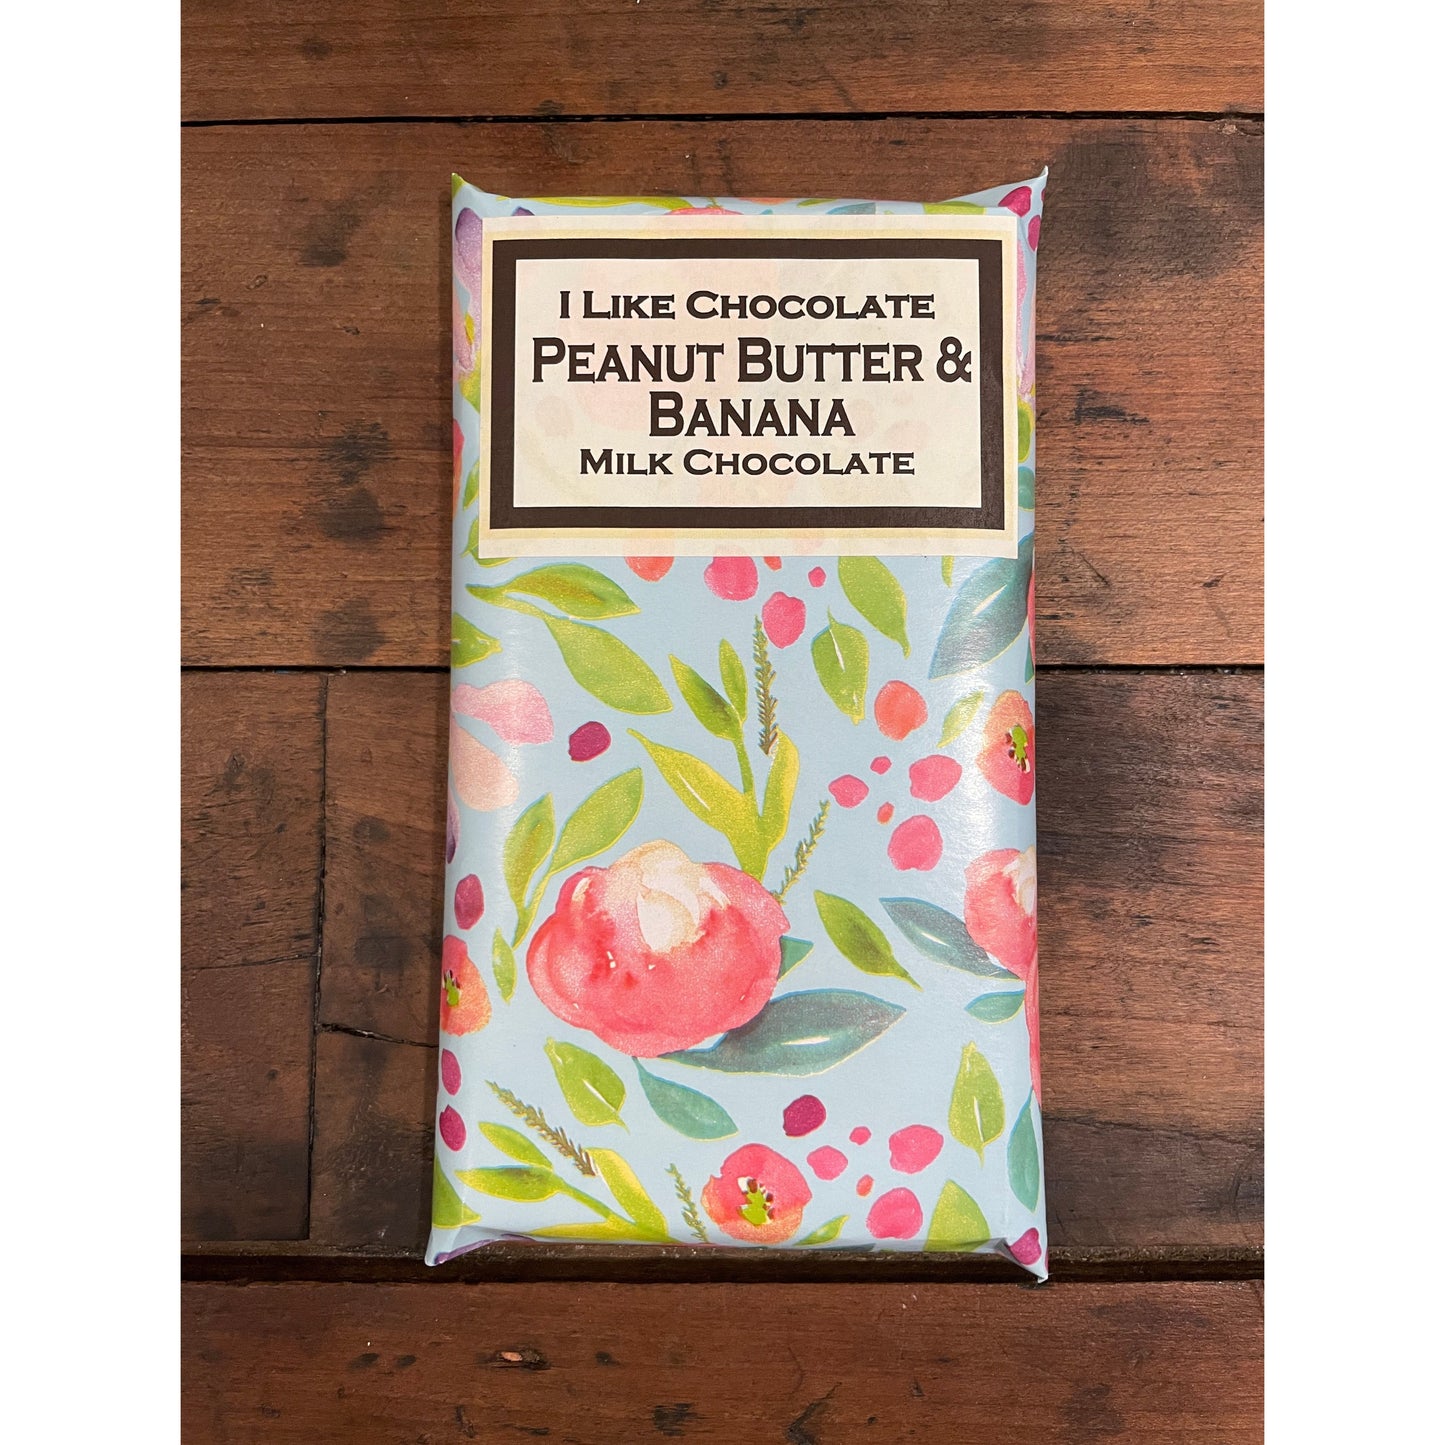 I Like Chocolate
Peanut Butter &
Banana
Milk Chocolate